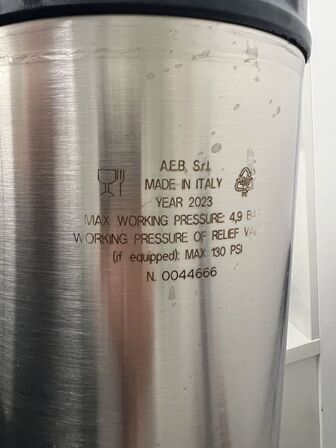 A.E.B. S.r.l.
MADE IN ITALY
YEAR 2023
MAX WORKING PRESSURE: 4,9
WORKING PRESSURE OF RELIEF
(if equipped): MAX 130 PSI
N. 0044666